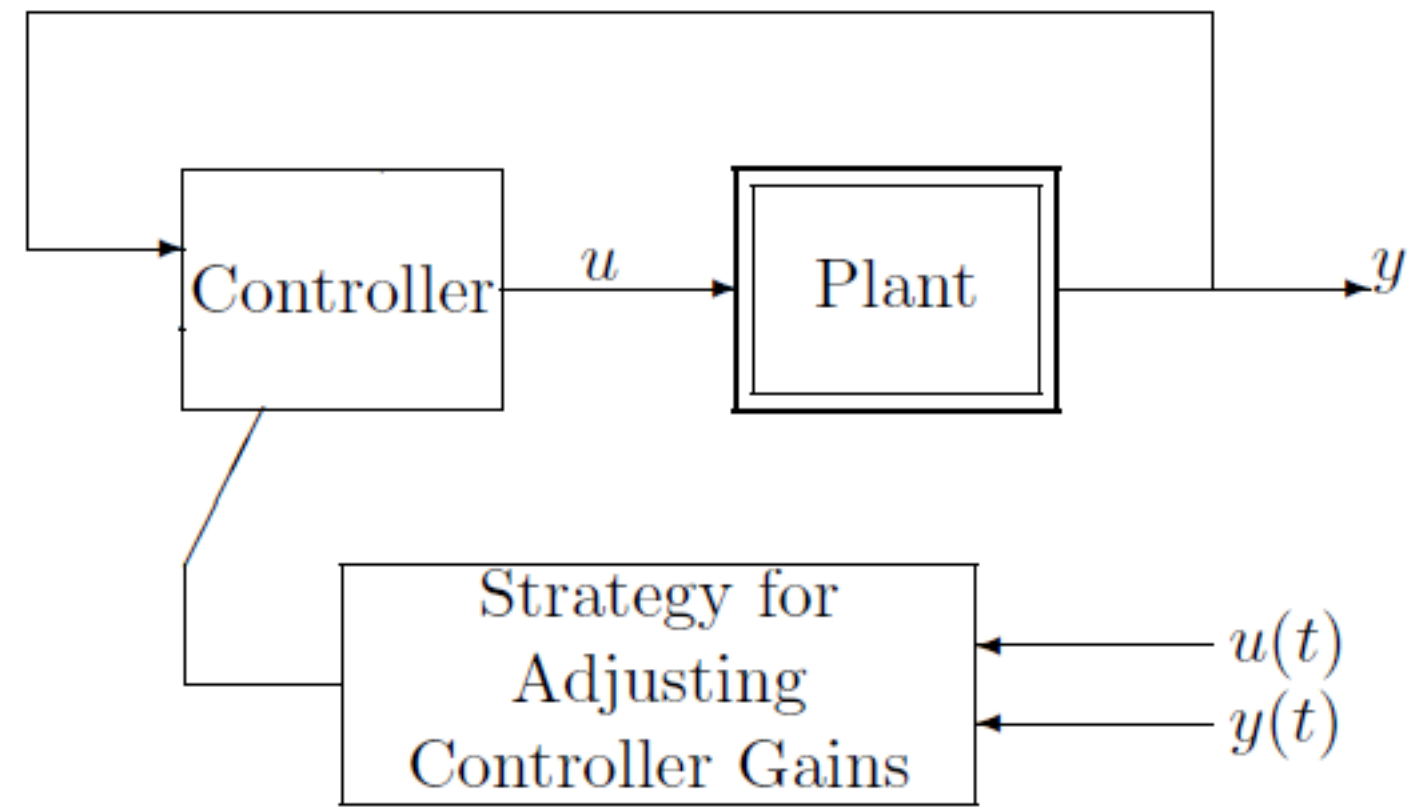 Controller
u
Plant
y
Strategy for
Adjusting
Controller Gains
u(t)
y(t)